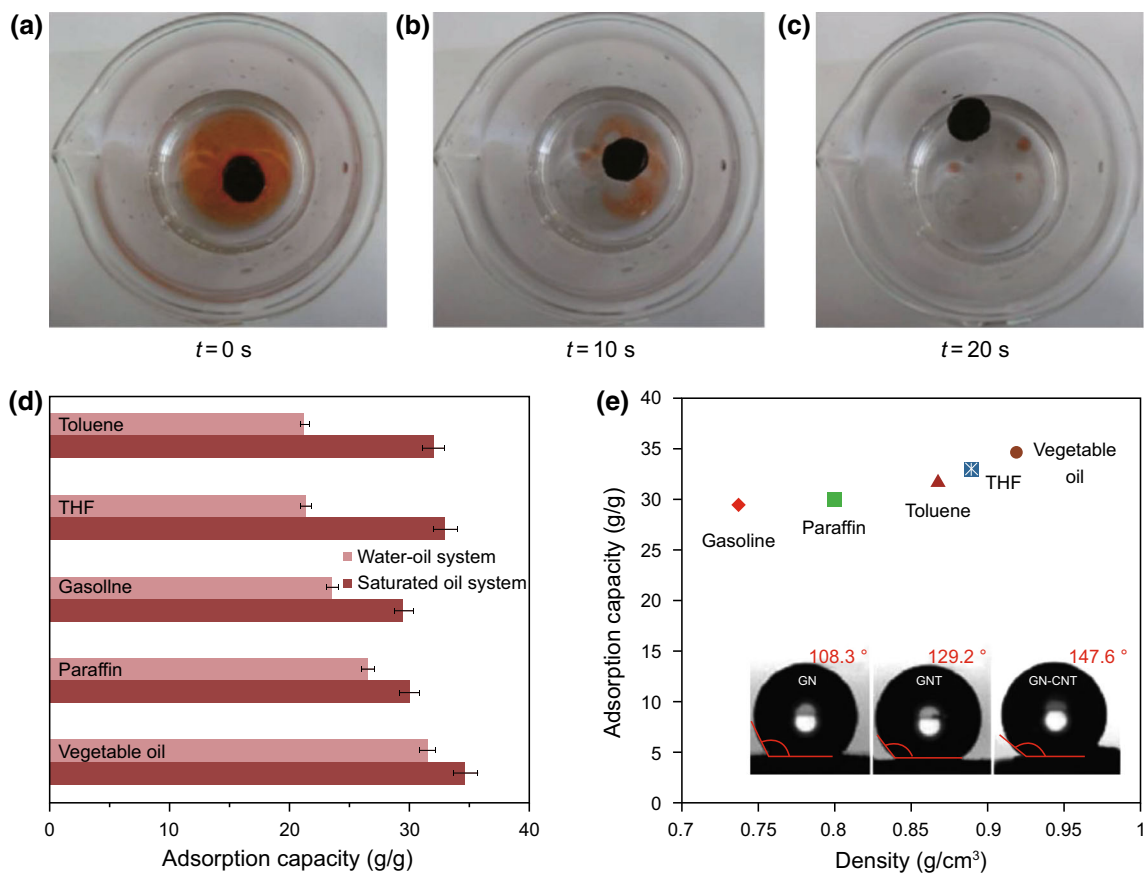 (a)
(b)
(c)
t = 0 s
t = 10 s
t = 20 s
(d)
Toluene
THF
Water-oil system
Saturated oil system
Gasollne
Paraffin
Vegetable oil
0
10
20
30
40
Adsorption capacity (g/g)
(e)
40
35
30
25
20
15
10
5
0
Adsorption capacity (g/g)
Gasoline
Paraffin
Toluene
THF
Vegetable
oil
108.3 °
129.2 °
147.6 °
GN
GNT
GN-CNT
0.7
0.75
0.8
0.85
0.9
0.95
1
Density (g/cm³)